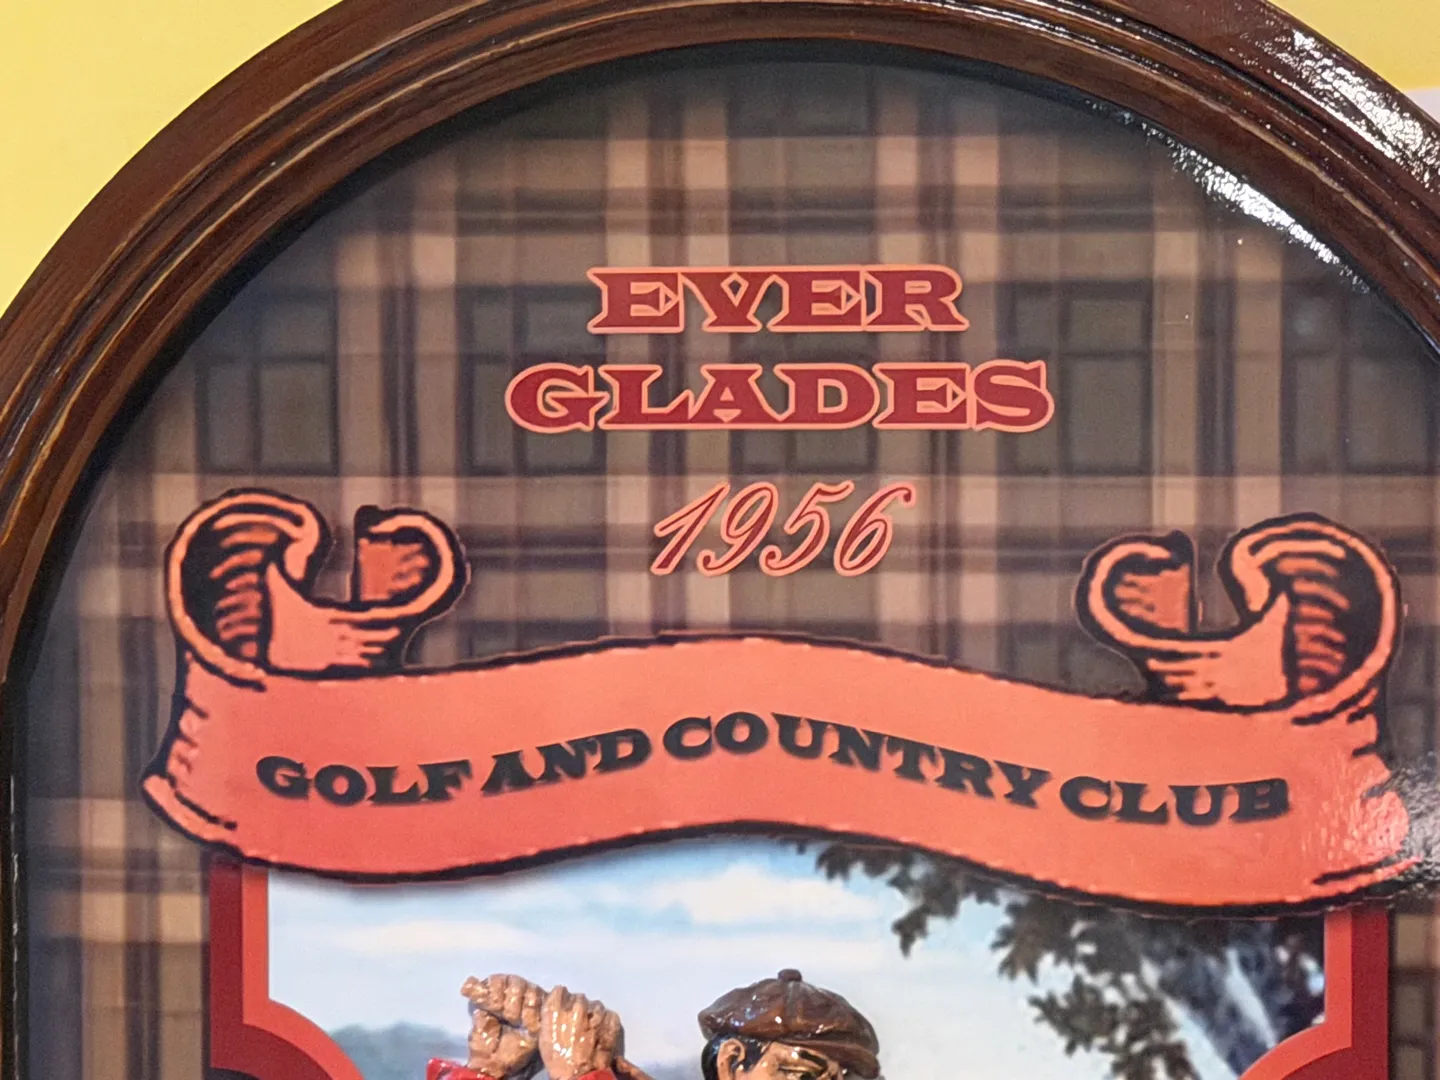 EVER
GLADES
1956
GOLF AND COUNTRY CLUB